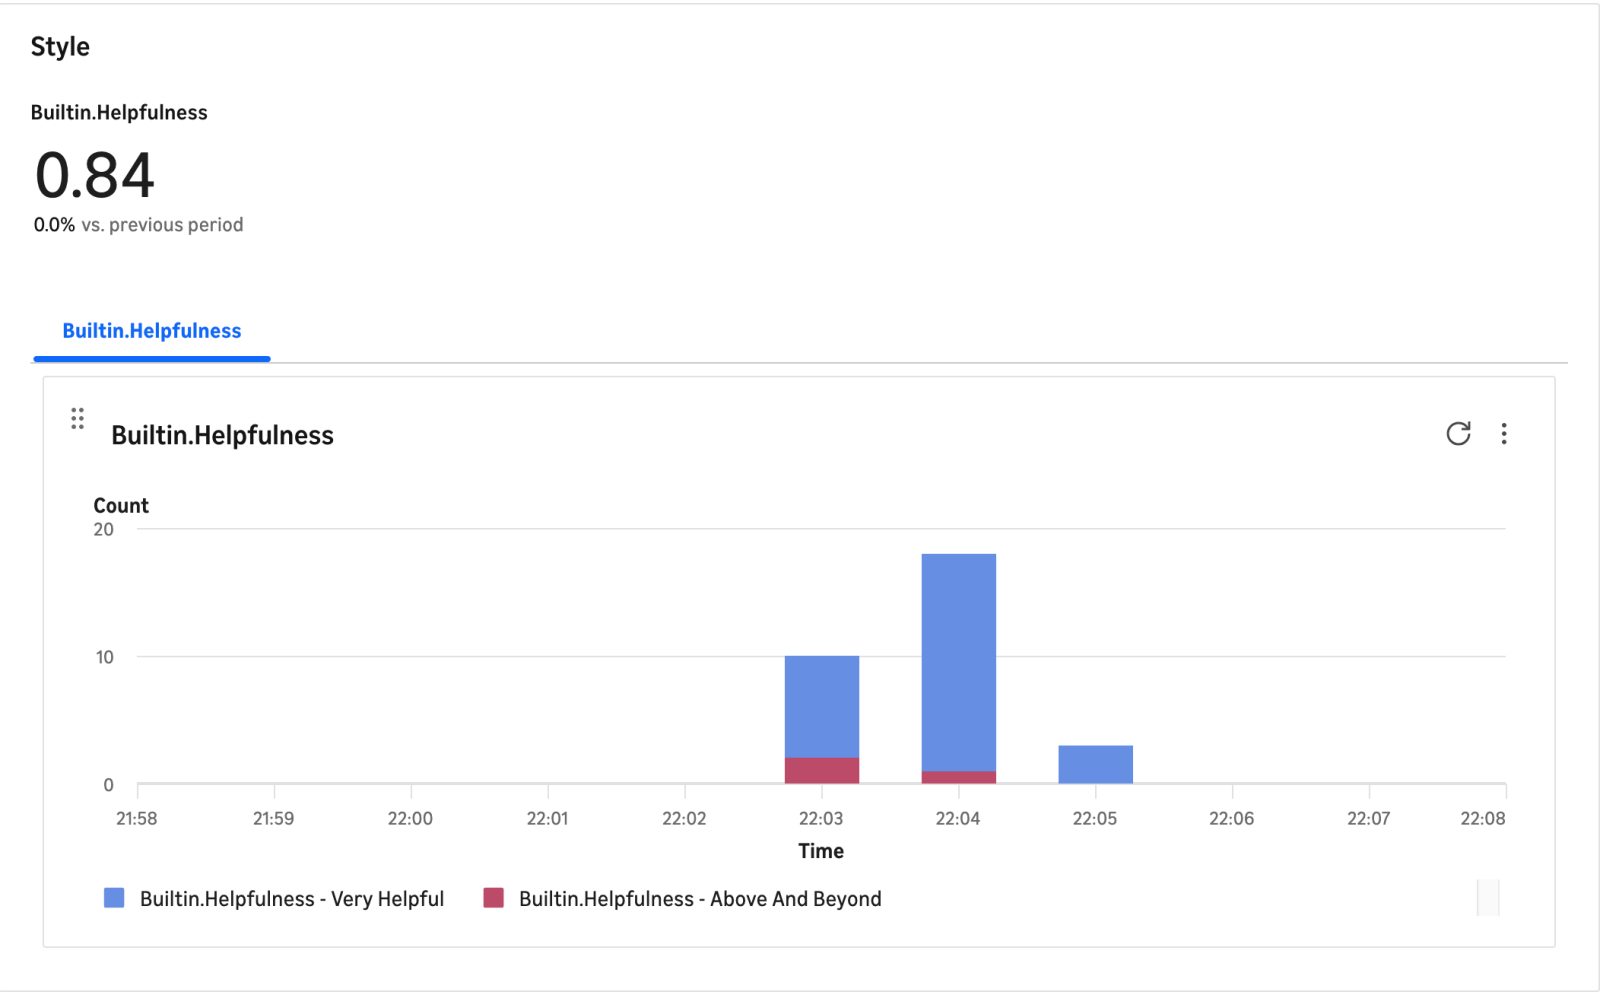 Style
Builtin.Helpfulness
0.84
0.0% vs. previous period
Builtin.Helpfulness
Builtin.Helpfulness
Count
20
10
0
21:58 21:59 22:00 22:01 22:02 22:03 22:04 22:05 22:06 22:07 22:08
Time
Builtin.Helpfulness - Very Helpful Builtin.Helpfulness - Above And Beyond